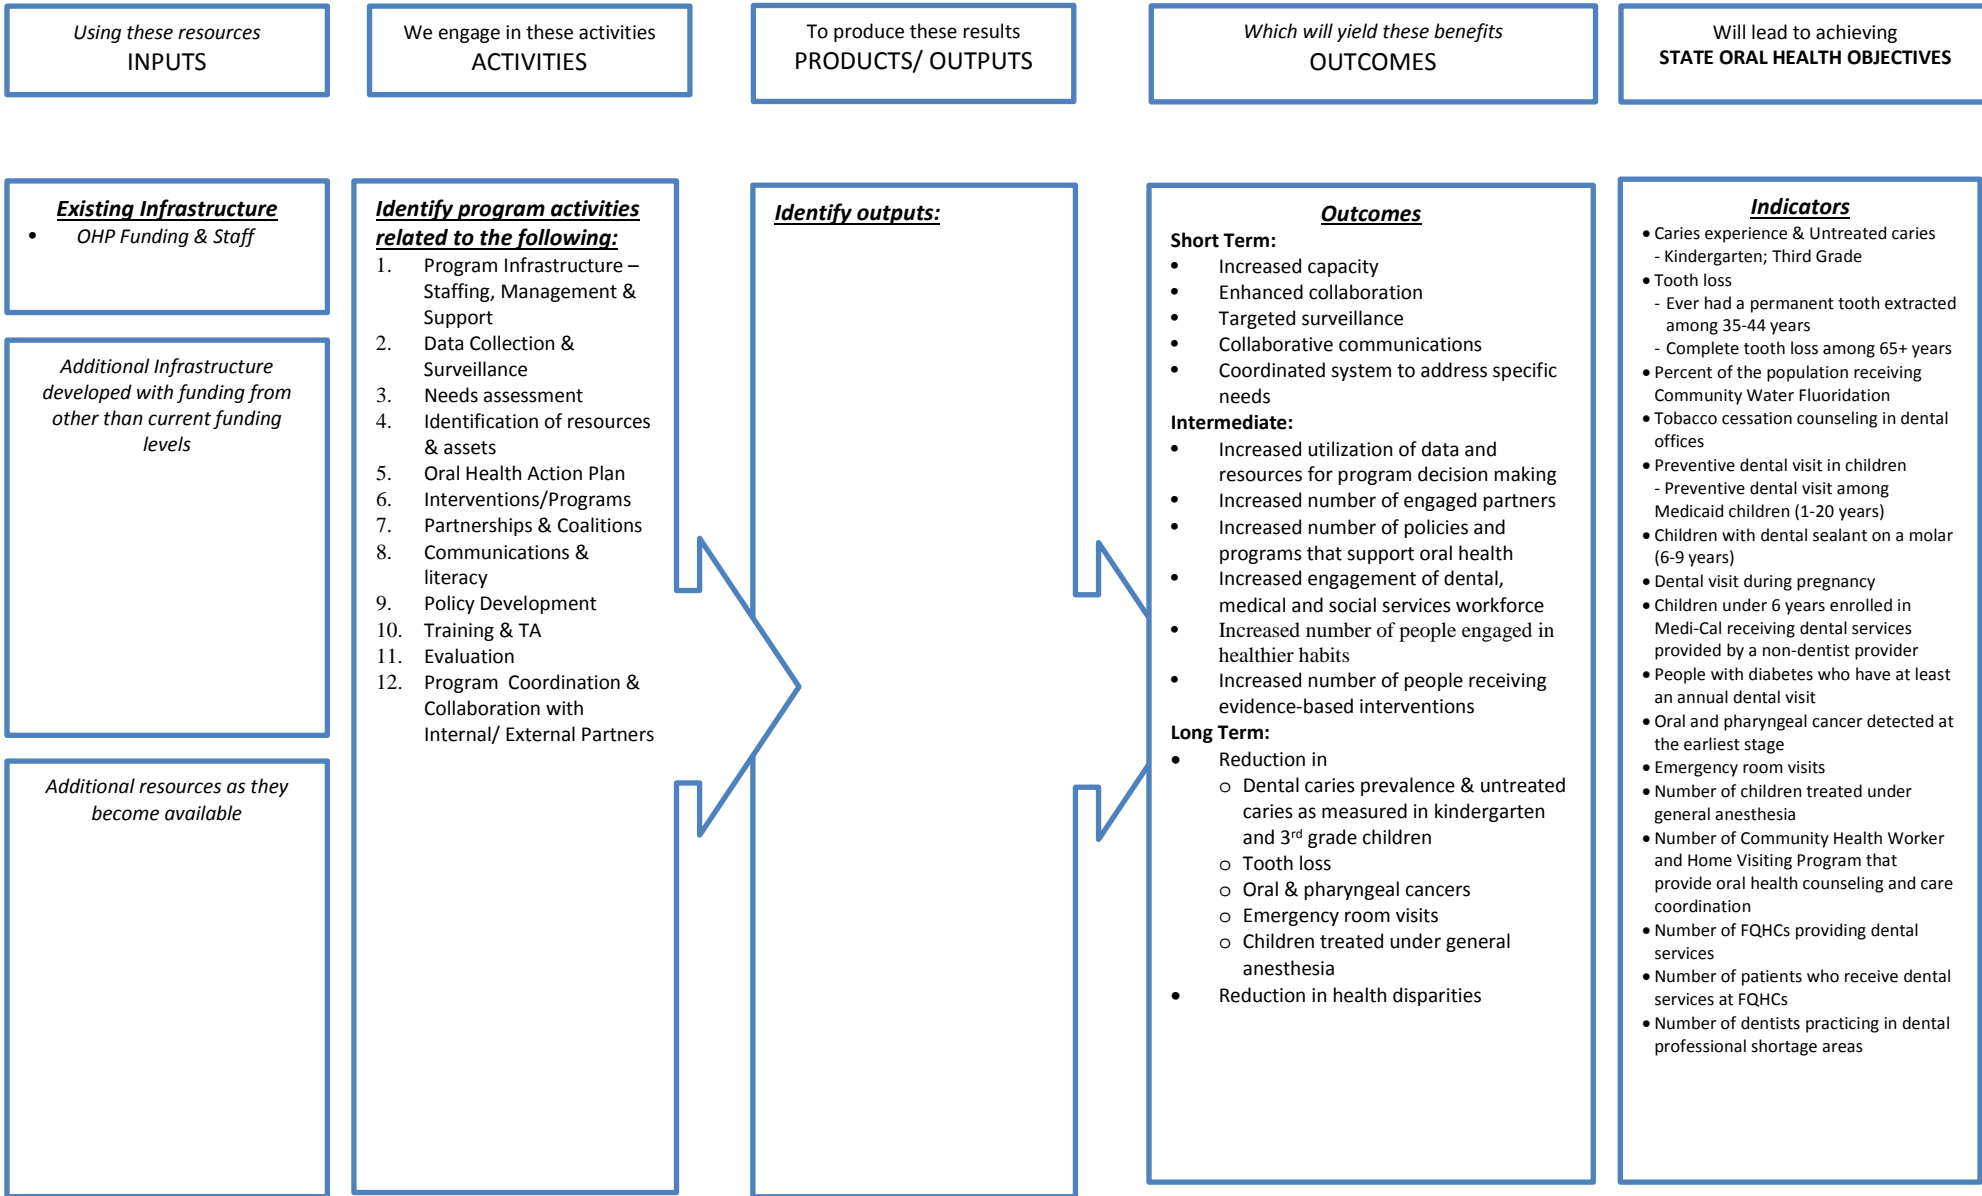 Using these resources
INPUTS
We engage in these activities
ACTIVITIES
To produce these results
PRODUCTS/ OUTPUTS
Which will yield these benefits
OUTCOMES
Will lead to achieving
STATE ORAL HEALTH OBJECTIVES
Existing Infrastructure
• OHP Funding & Staff
Additional Infrastructure
developed with funding from
other than current funding
levels
Additional resources as they
become available
Identify program activities
related to the following:
1. Program Infrastructure –
Staffing, Management &
Support
2. Data Collection &
Surveillance
3. Needs assessment
4. Identification of resources
& assets
5. Oral Health Action Plan
6. Interventions/Programs
7. Partnerships & Coalitions
8. Communications &
literacy
9. Policy Development
10. Training & TA
11. Evaluation
12. Program Coordination &
Collaboration with
Internal/ External Partners
Identify outputs:
Outcomes
Short Term:
• Increased capacity
• Enhanced collaboration
• Targeted surveillance
• Collaborative communications
• Coordinated system to address specific
needs
Intermediate:
• Increased utilization of data and
resources for program decision making
• Increased number of engaged partners
• Increased number of policies and
programs that support oral health
• Increased engagement of dental,
medical and social services workforce
• Increased number of people engaged in
healthier habits
• Increased number of people receiving
evidence-based interventions
Long Term:
• Reduction in
o Dental caries prevalence & untreated
caries as measured in kindergarten
and 3rd grade children
o Tooth loss
o Oral & pharyngeal cancers
o Emergency room visits
o Children treated under general
anesthesia
• Reduction in health disparities
Indicators
• Caries experience & Untreated caries
- Kindergarten; Third Grade
• Tooth loss
- Ever had a permanent tooth extracted
among 35-44 years
- Complete tooth loss among 65+ years
• Percent of the population receiving
Community Water Fluoridation
• Tobacco cessation counseling in dental
offices
• Preventive dental visit in children
- Preventive dental visit among
Medicaid children (1-20 years)
• Children with dental sealant on a molar
(6-9 years)
• Dental visit during pregnancy
• Children under 6 years enrolled in
Medi-Cal receiving dental services
provided by a non-dentist provider
• People with diabetes who have at least
an annual dental visit
• Oral and pharyngeal cancer detected at
the earliest stage
• Emergency room visits
• Number of children treated under
general anesthesia
• Number of Community Health Worker
and Home Visiting Program that
provide oral health counseling and care
coordination
• Number of FQHCs providing dental
services
• Number of patients who receive dental
services at FQHCs
• Number of dentists practicing in dental
professional shortage areas